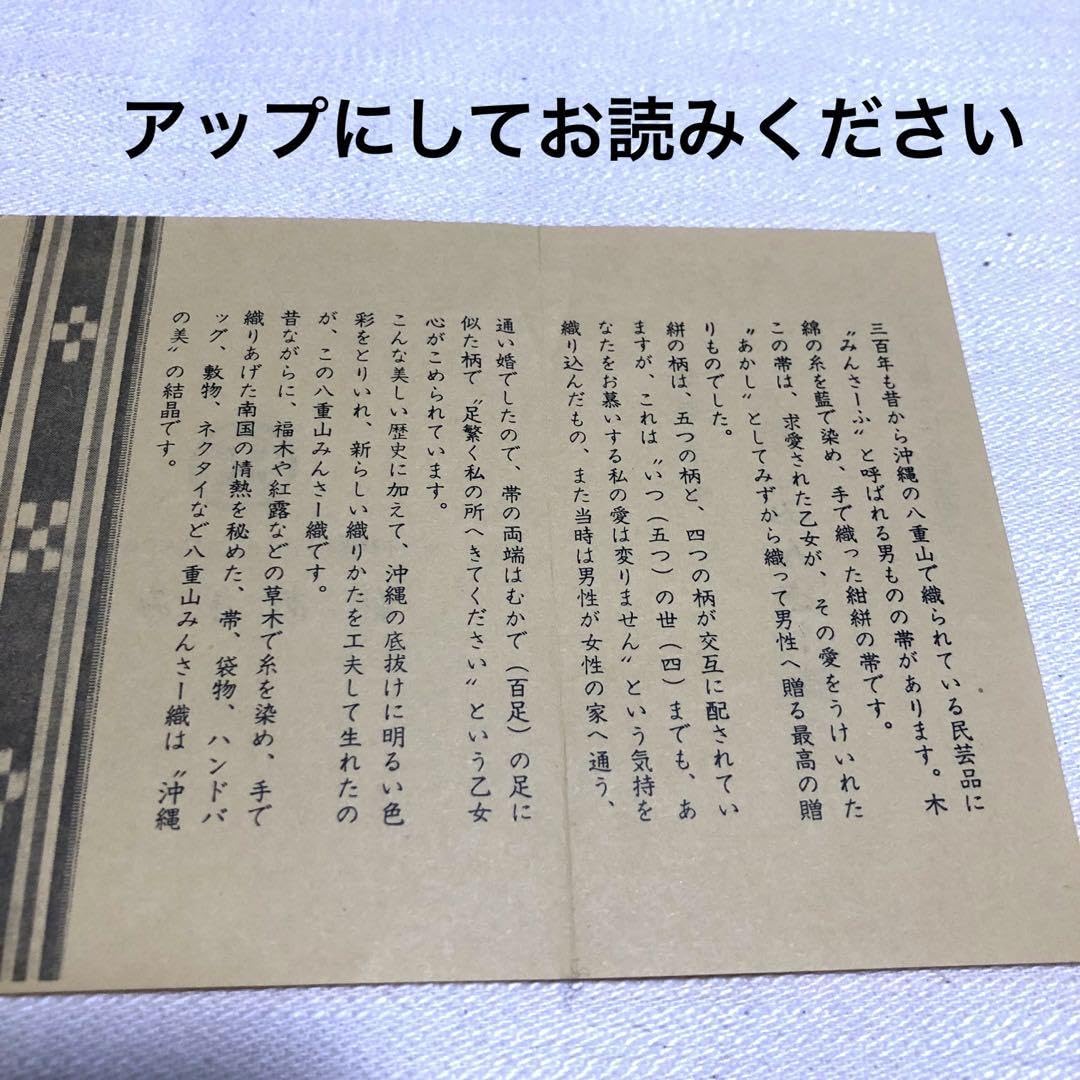 アップにしてお読みください
三百年も昔から沖縄の八重山で織られている民芸品に
〝みんさーふ〟と呼ばれる男ものの帯があります。木
綿の糸を藍で染め、手で織った紺絣の帯です。
この帯は、求愛された乙女が、その愛をうけいれた
〝あかし〟としてみずから織って男性へ贈る最高の贈
りものでした。
絣の柄は、五つの柄と、四つの柄が交互に配されてい
ますが、これは〝いつ（五つ）の世（四）までも、あ
なたをお慕いする私の愛は変りません〟という気持を
織り込んだもの、また当時は男性が女性の家へ通う、
通い婚でしたので、帯の両端はむかで（百足）の足に
似た柄で〝足繁く私の所へきてください〟という乙女
心がこめられています。
こんな美しい歴史に加えて、沖縄の底抜けに明るい色
彩をとりいれ、新らしい織りかたを工夫して生れたの
が、この八重山みんさー織です。
昔ながらに、福木や紅露などの草木で糸を染め、手で
織りあげた南国の情熱を秘めた、帯、袋物、ハンドバ
ッグ、敷物、ネクタイなど八重山みんさー織は〝沖縄
の美〟の結晶です。